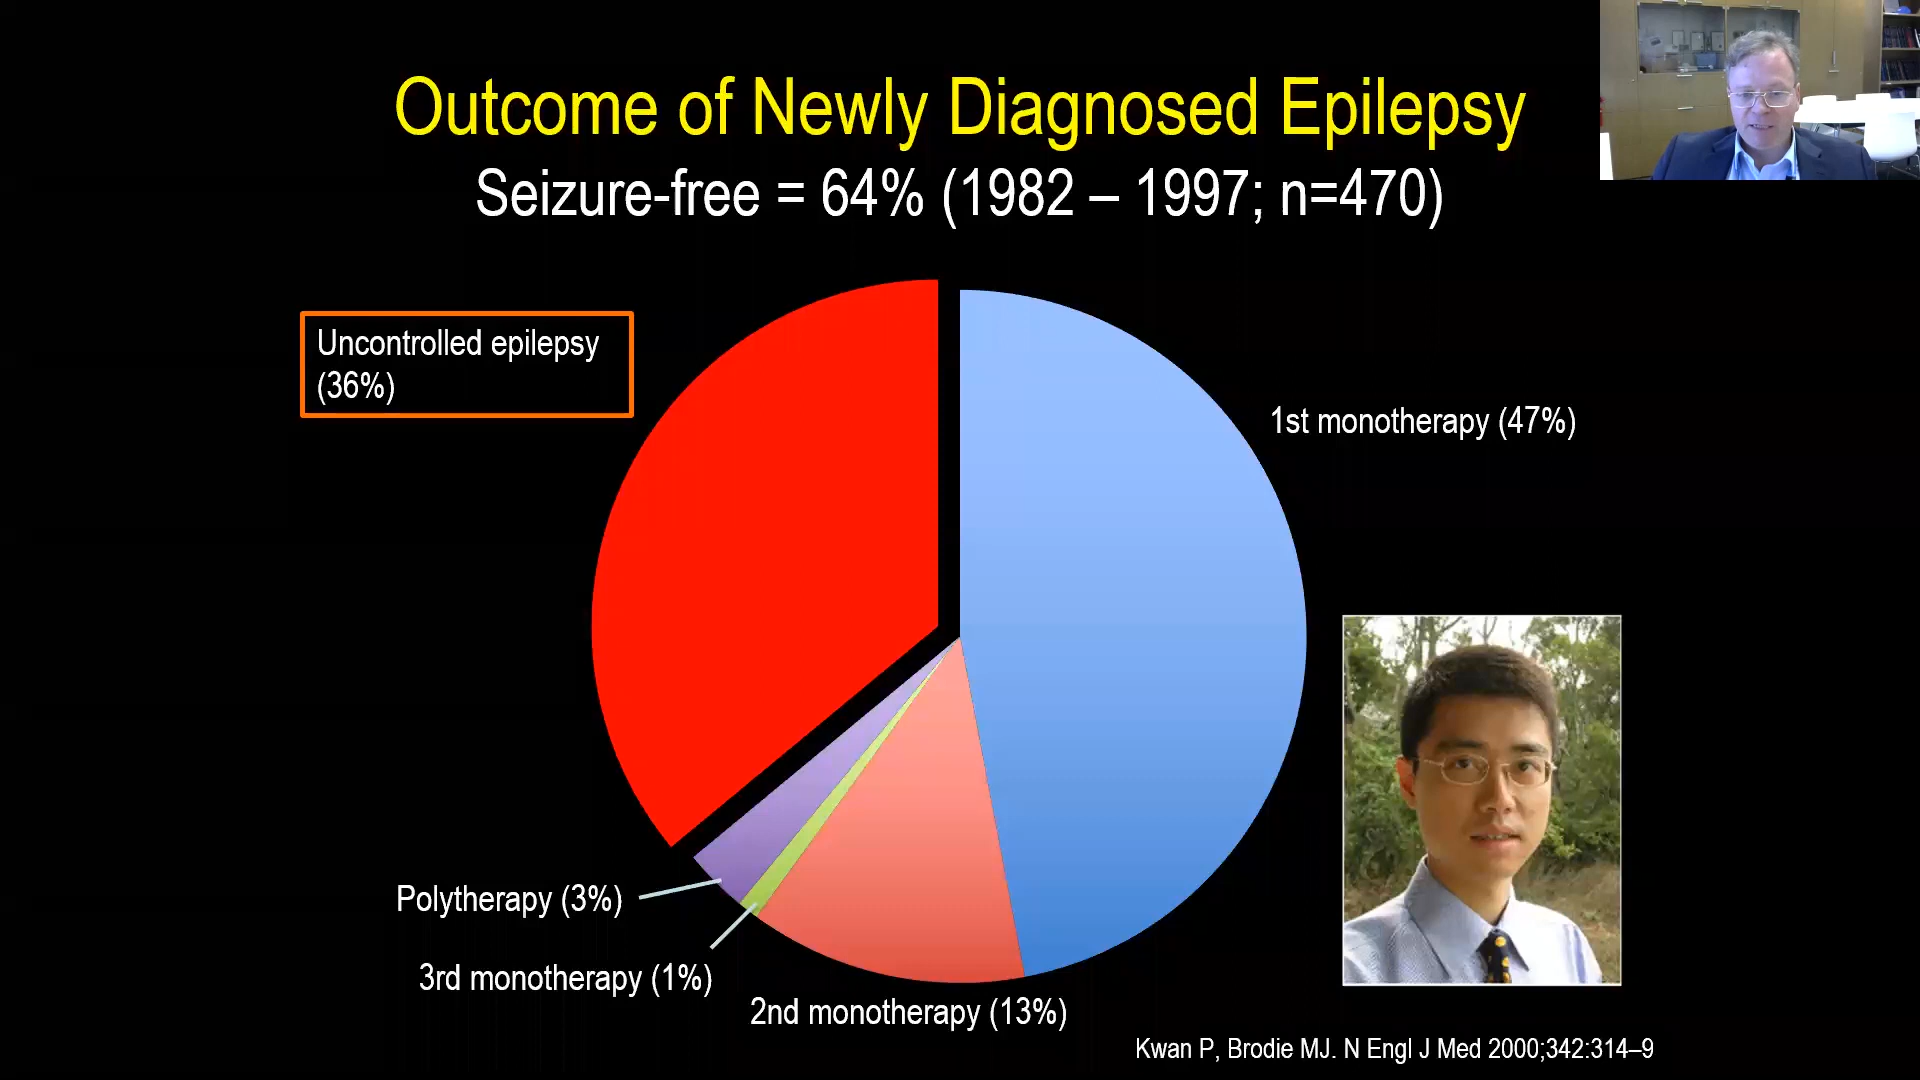 Outcome of Newly Diagnosed Epilepsy
Seizure-free = 64% (1982 – 1997; n=470)
Uncontrolled epilepsy
(36%)
1st monotherapy (47%)
Polytherapy (3%)
3rd monotherapy (1%)
2nd monotherapy (13%)
Kwan P, Brodie MJ. N Engl J Med 2000;342:314–9